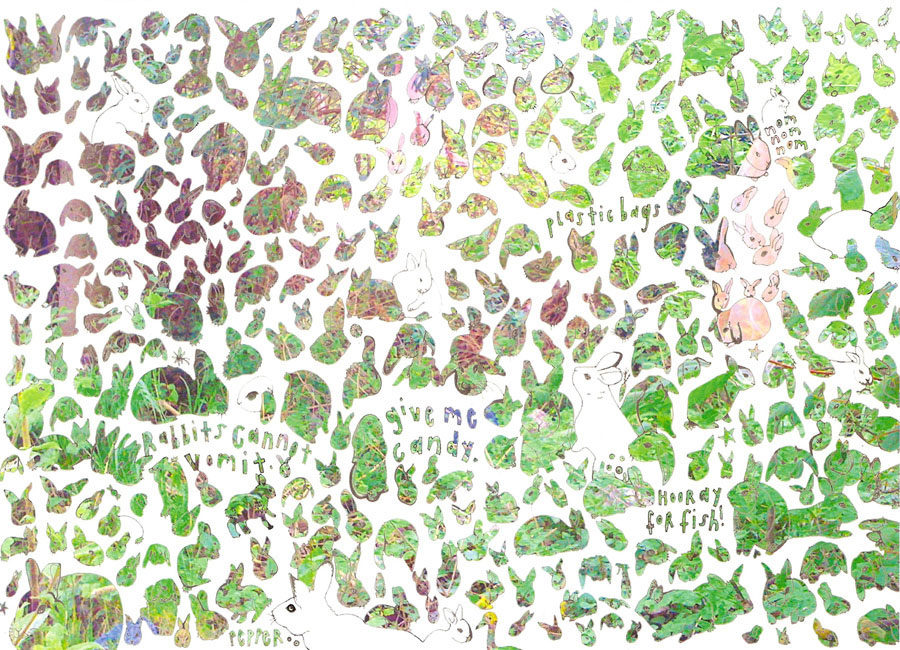 nom
nom
nom
plastic bags
give me
candy.
Rabbits cannot
vomit.
HOORAY
for fish!
PEPPER